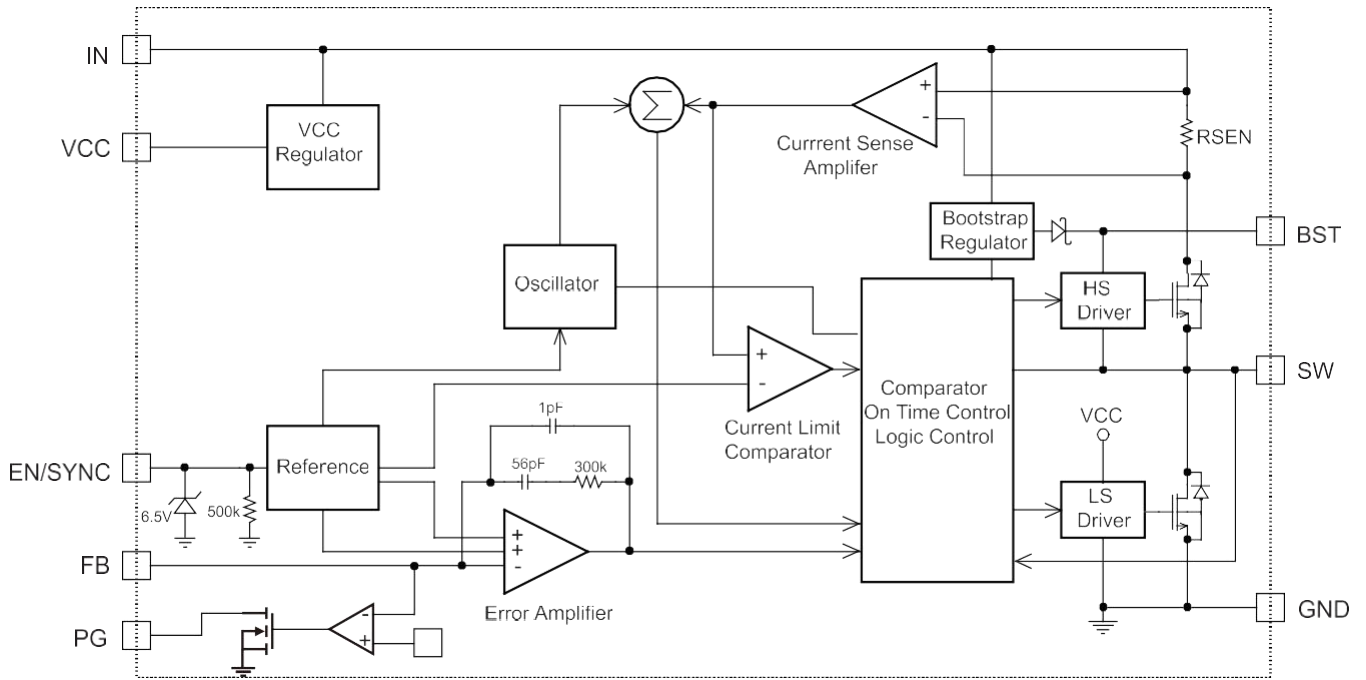 IN
VCC
VCC
Regulator
Σ
+
-
Currrent Sense
Amplifer
RSEN
Bootstrap
Regulator
BST
Oscillator
HS
Driver
+
-
Current Limit
Comparator
Comparator
On Time Control
Logic Control
SW
VCC
1pF
56pF
300k
EN/SYNC
Reference
6.5V
500k
LS
Driver
FB
+
+
-
Error Amplifier
PG
-
+
GND